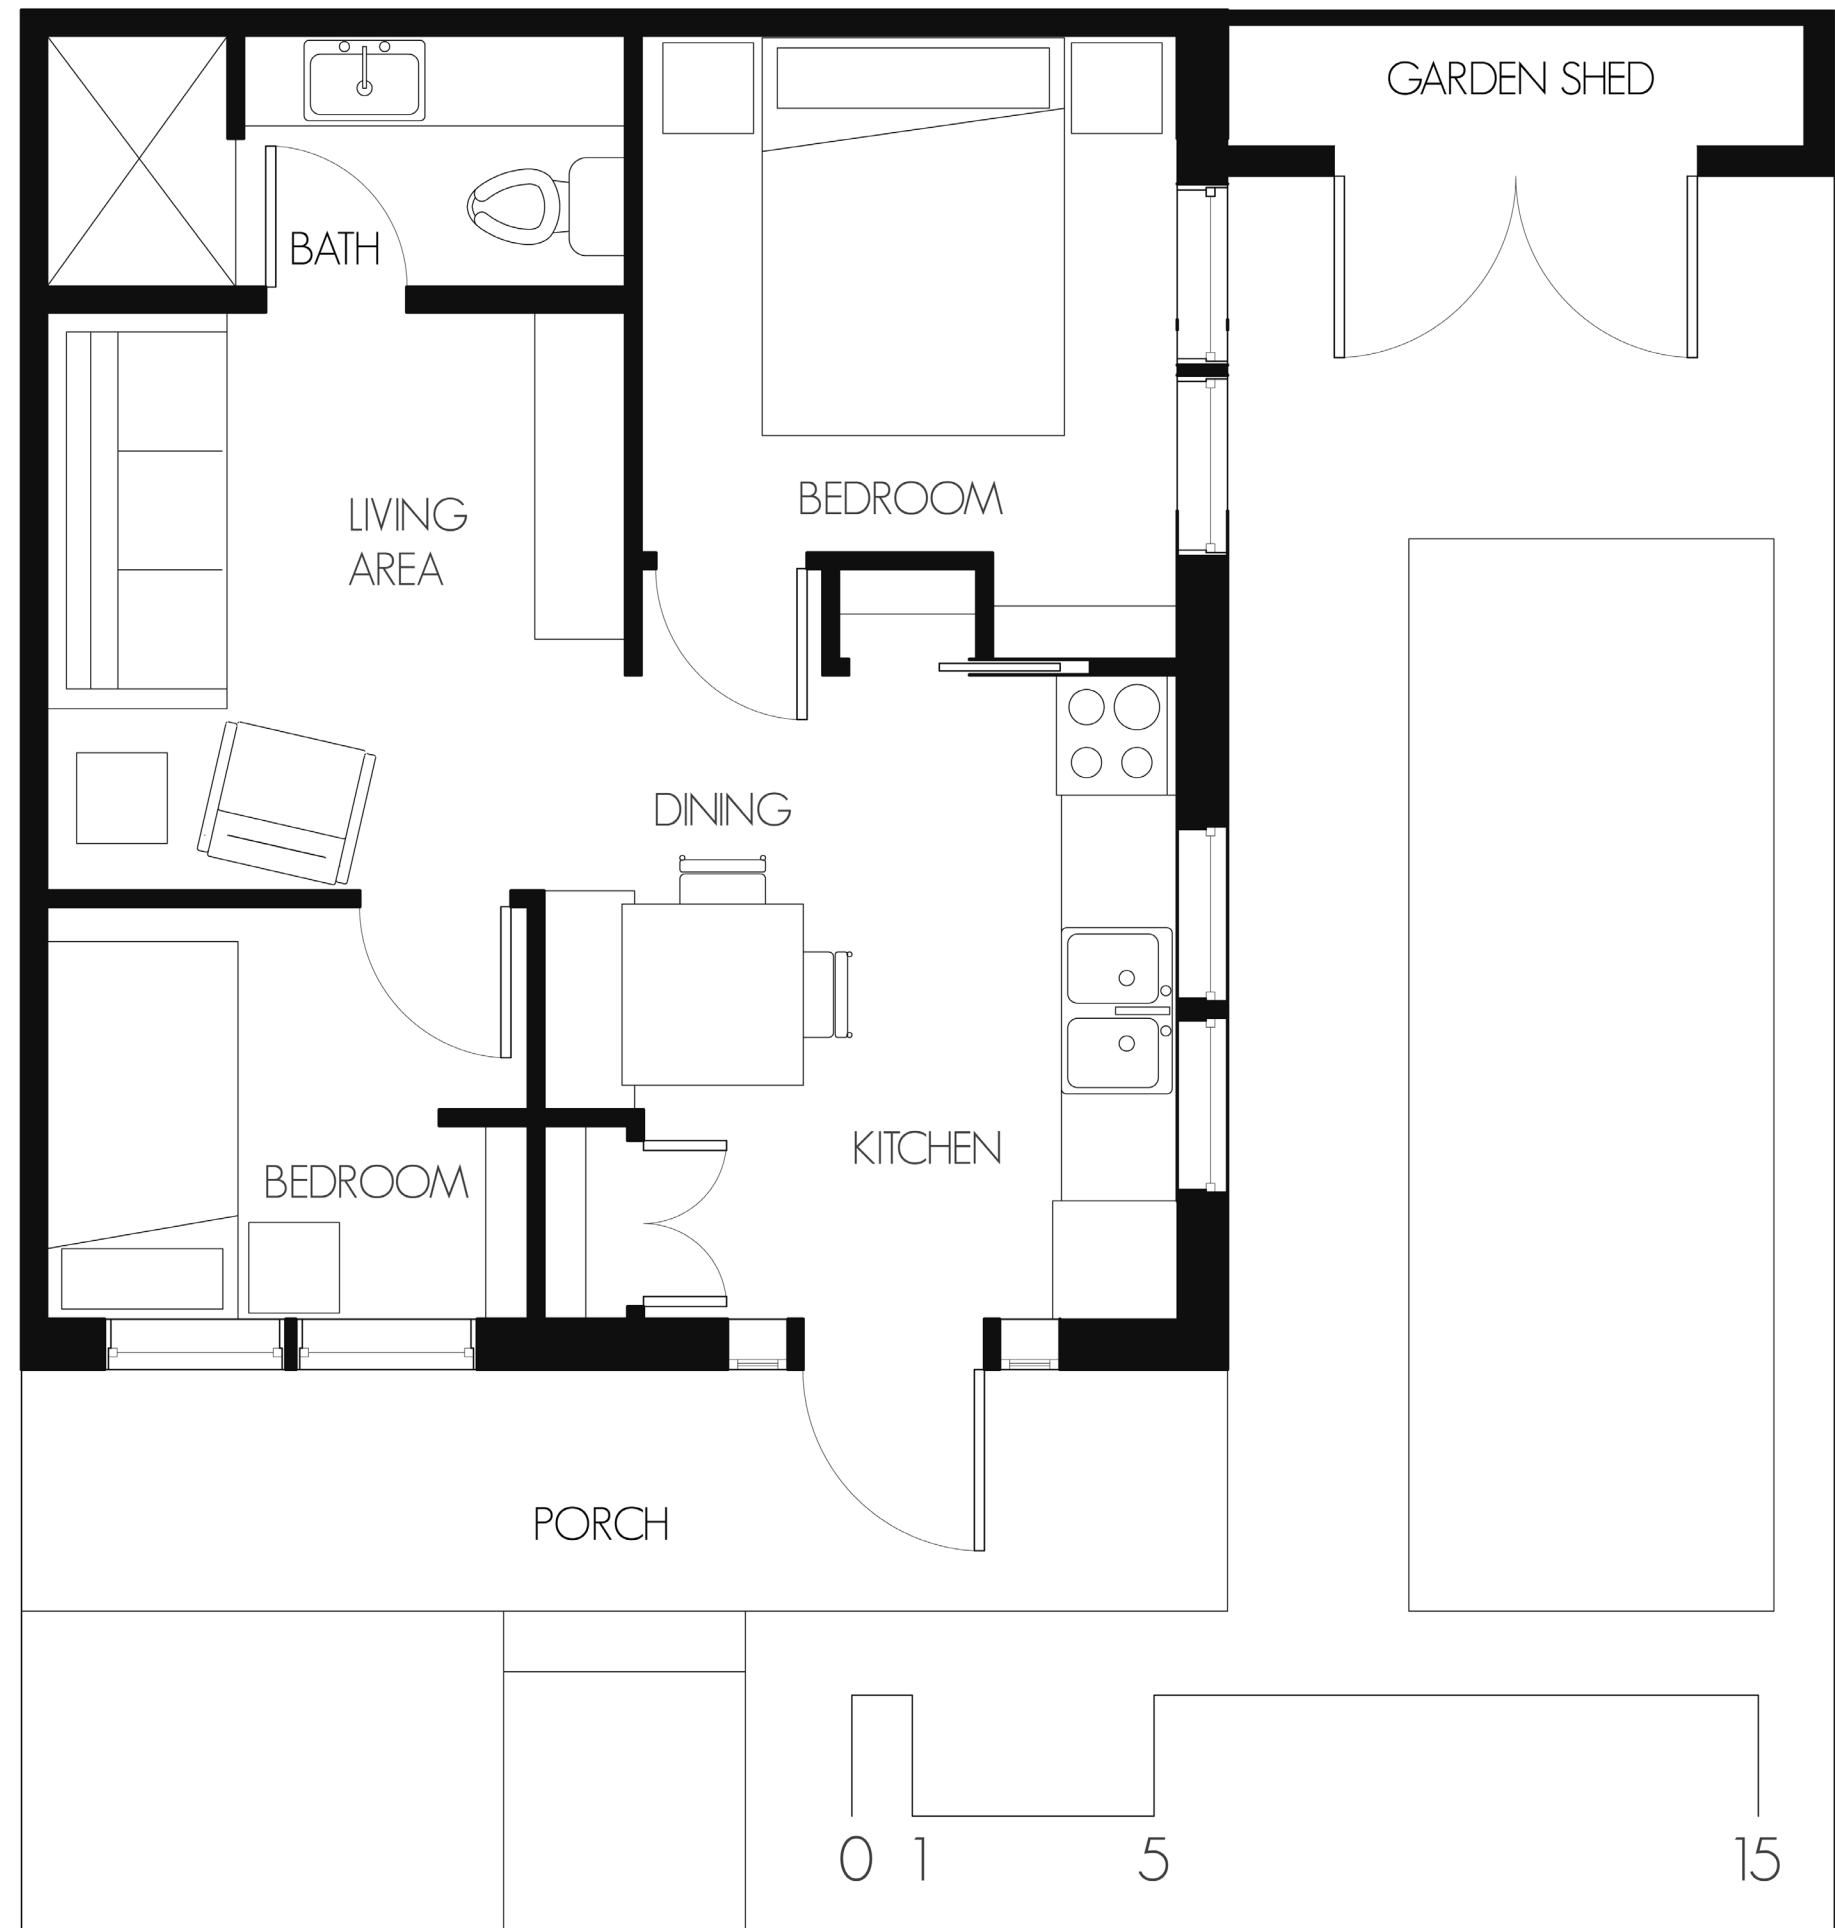 GARDEN SHED
BATH
LIVING
AREA
BEDROOM
DINING
KITCHEN
BEDROOM
PORCH
0 1 5 15